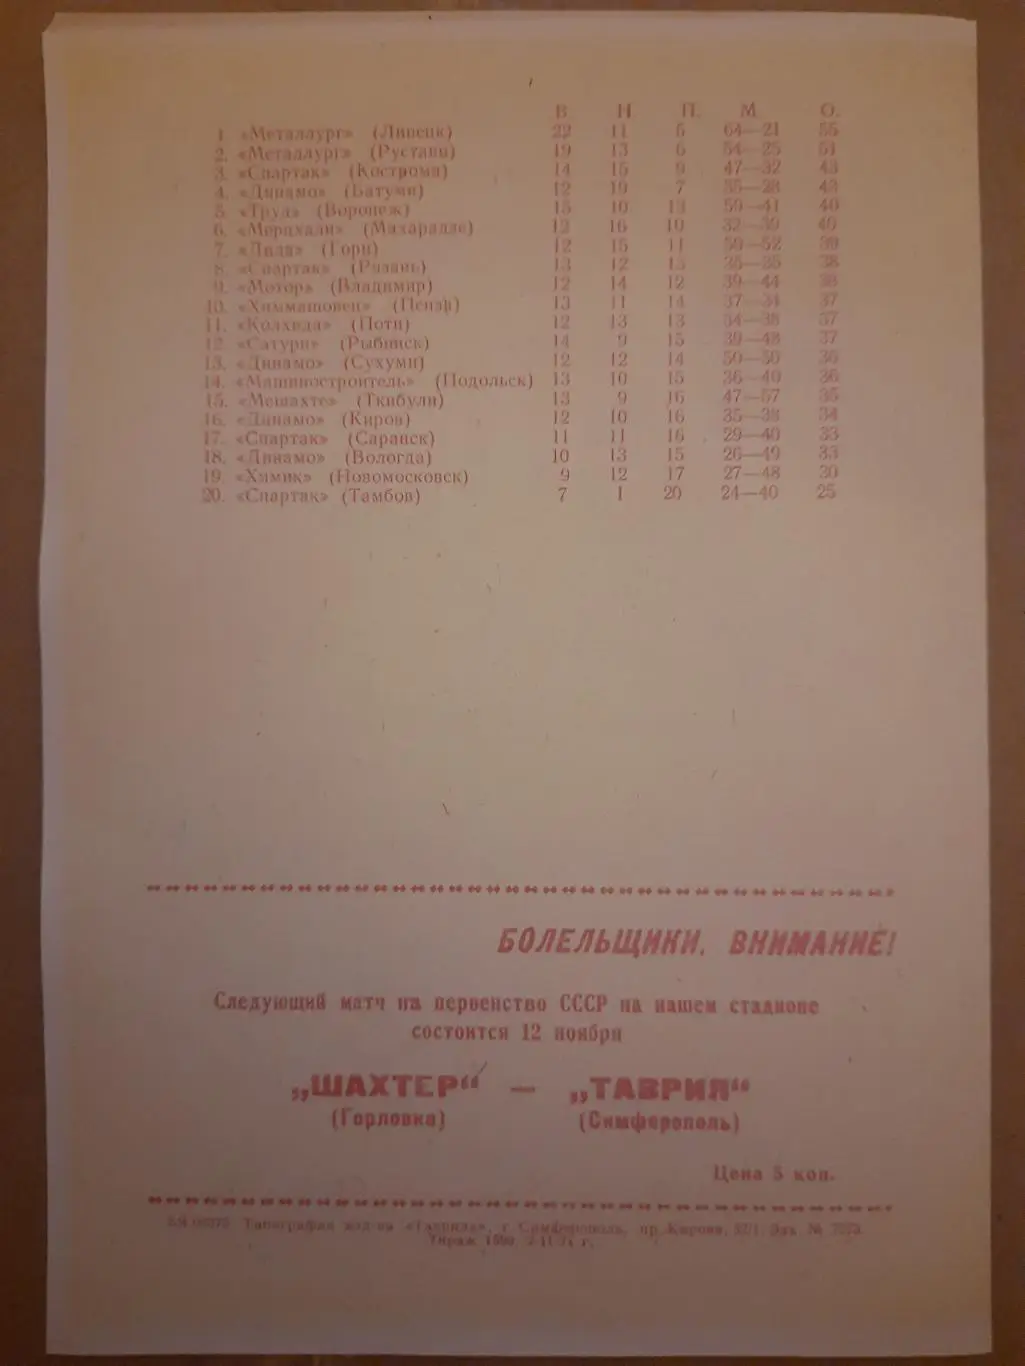 В. Н П. М О.
1 «Металлург» (Липецк) 22 11 5 64—21 55
2. «Металлург» (Рустави) 19 13 6 54—25 51
3. «Спартак» (Кострома) 14 15 9 47—32 43
4. «Динамо» (Батуми) 12 19 7 55—28 43
5. «Труд» (Воронеж) 15 10 13 50—41 40
6. «Мерцхали» (Махарадзе) 12 16 10 32—30 40
7. «Дила» (Гори) 12 15 11 50—52 39
8. «Спартак» (Рязань) 13 12 13 35—35 38
9. «Мотор» (Владимир) 12 14 12 39—44 38
10. «Химмашовец» (Пенза) 13 11 14 37—34 37
11. «Колхида» (Поти) 12 13 13 34—38 37
12. «Сатурн» (Рыбинск) 14 9 15 39—48 37
13. «Динамо» (Сухуми) 12 12 14 50—50 36
14. «Машиностроитель» (Подольск) 13 10 15 36—40 36
15. «Мешахте» (Ткибули) 13 9 16 47—57 35
16. «Динамо» (Киров) 12 10 16 35—38 34
17. «Спартак» (Саранск) 11 11 16 29—40 33
18. «Динамо» (Вологда) 10 13 15 26—49 33
19. «Химик» (Новомосковск) 9 12 17 27—48 30
20. «Спартак» (Тамбов) 7 1 20 24—40 25
БОЛЕЛЬЩИКИ, ВНИМАНИЕ!
Следующий матч на первенство СССР на нашем стадионе
состоится 12 ноября
„ШАХТЕР“ — „ТАВРИЯ“
(Горловка) (Симферополь)
Цена 5 коп.
Типография изд-ва «Таврида», г. Симферополь, пр. Кирова, Зак. №
Тираж г.